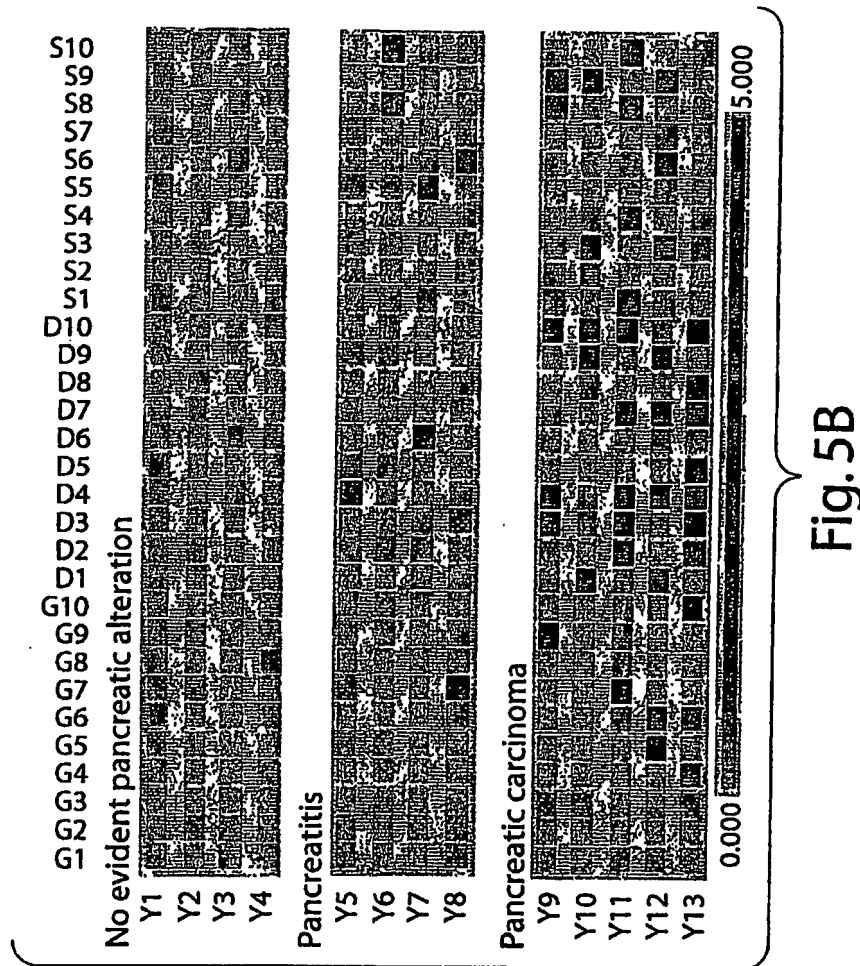 G1 G2 G3 G4 G5 G6 G7 G8 G9 G10 D1 D2 D3 D4 D5 D6 D7 D8 D9 D10 S1 S2 S3 S4 S5 S6 S7 S8 S9 S10
No evident pancreatic alteration
Y1
Y2
Y3
Y4
Pancreatitis
Y5
Y6
Y7
Y8
Pancreatic carcinoma
Y9
Y10
Y11
Y12
Y13
0.000 5.000
Fig. 5B